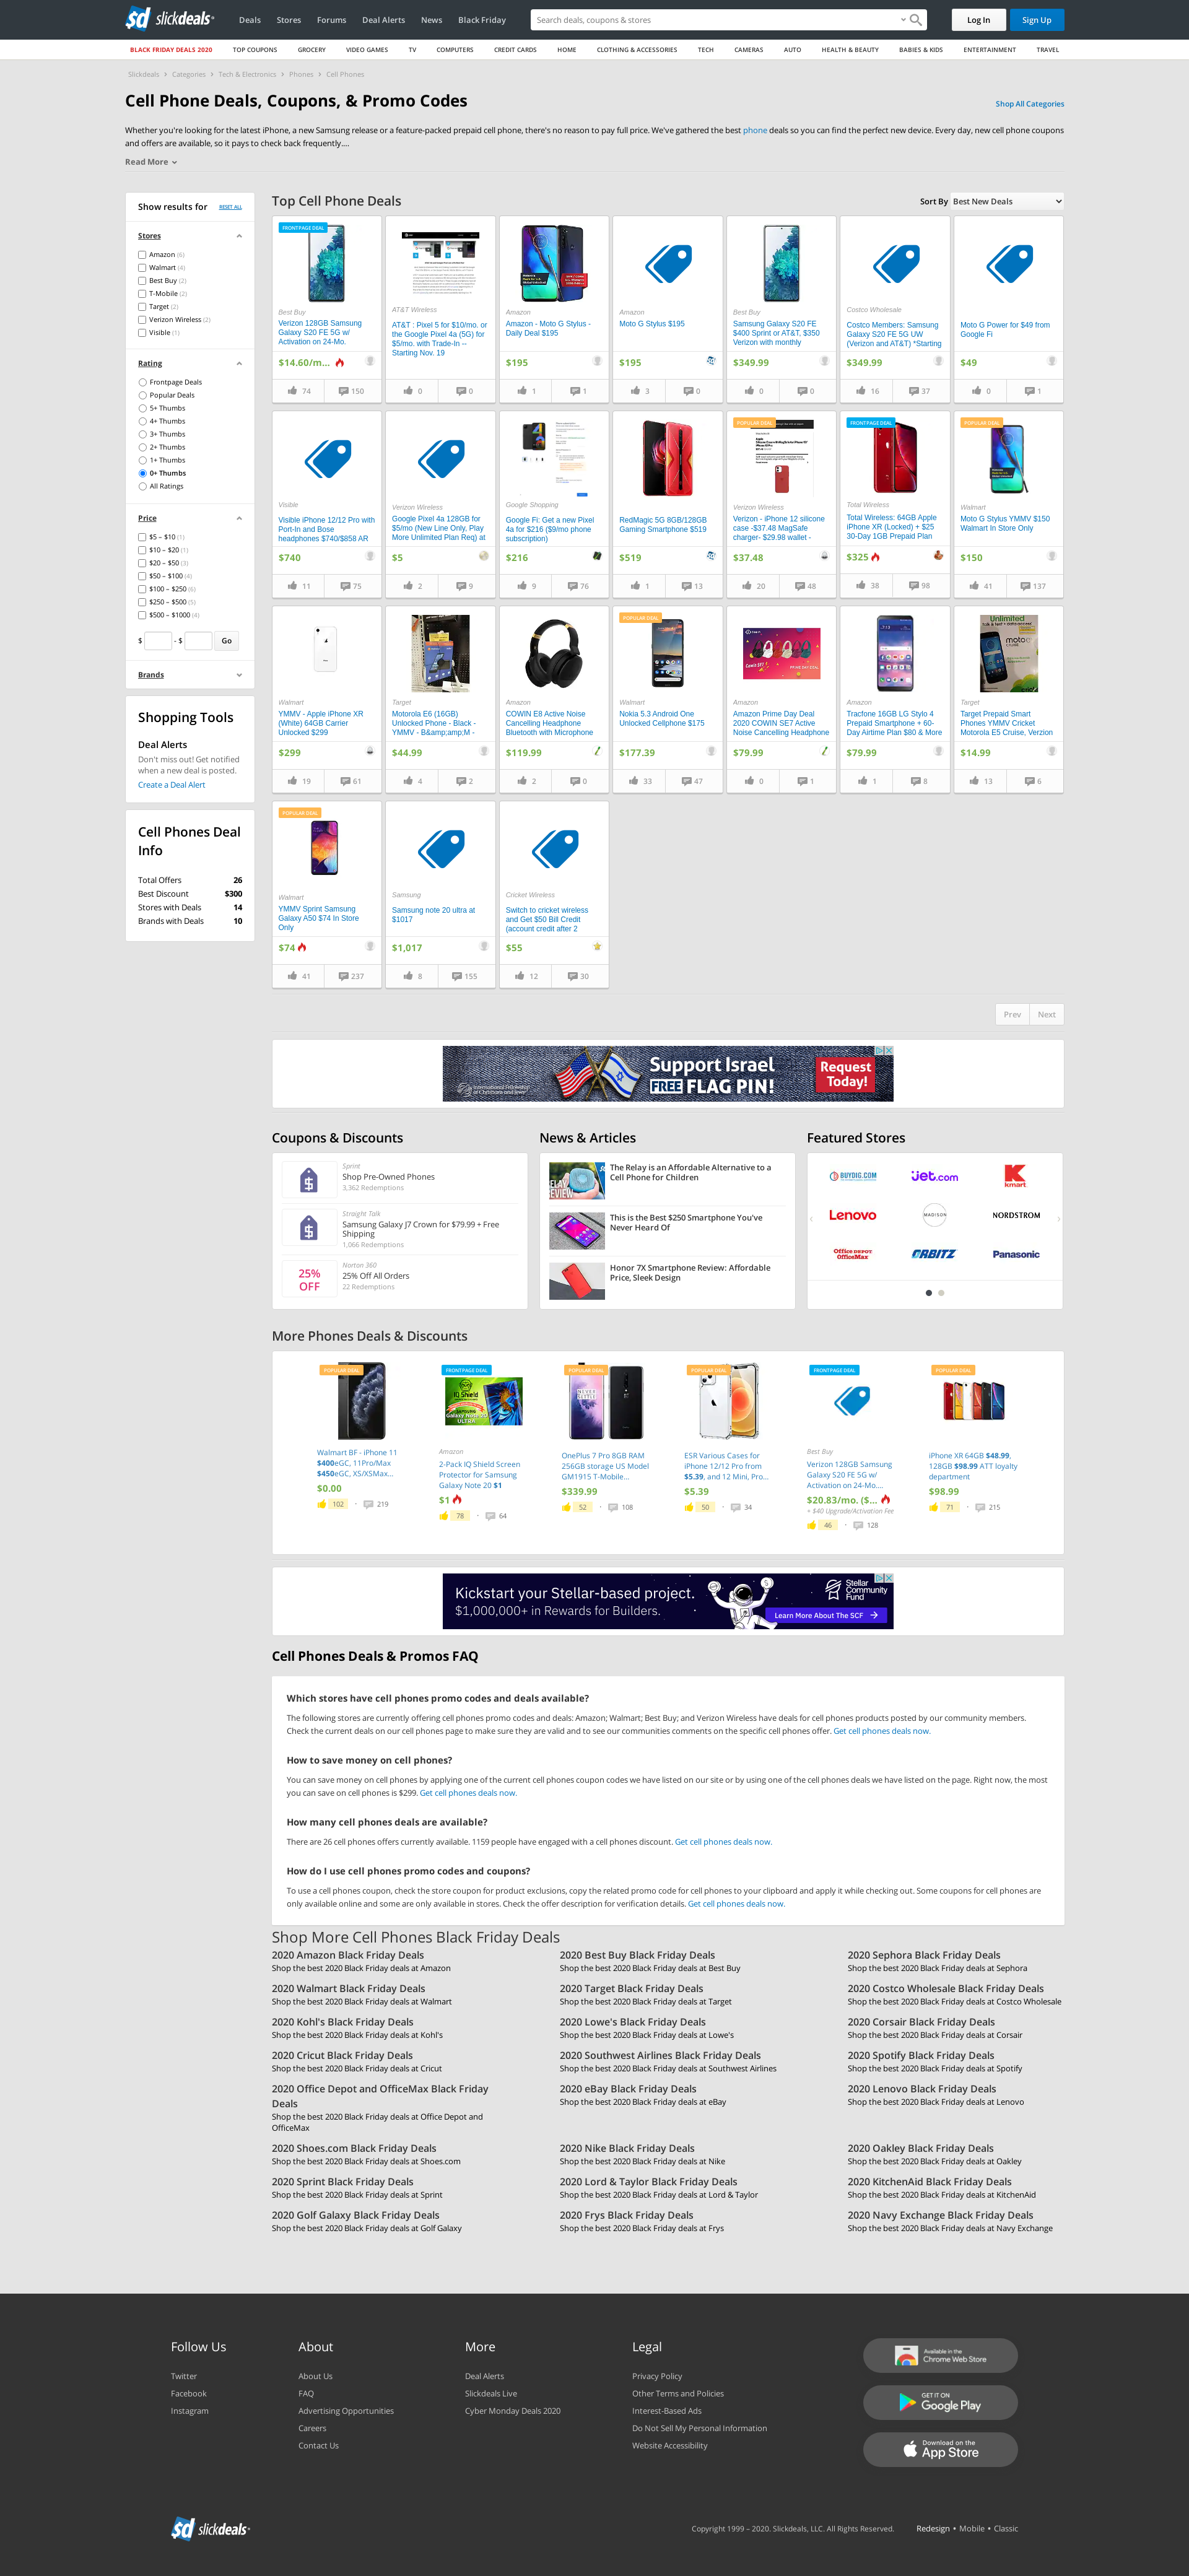 slickdeals
Deals Stores Forums Deal Alerts News Black Friday
Search deals, coupons & stores
Log In
Sign Up
BLACK FRIDAY DEALS 2020 TOP COUPONS GROCERY VIDEO GAMES TV COMPUTERS CREDIT CARDS HOME CLOTHING & ACCESSORIES TECH CAMERAS AUTO HEALTH & BEAUTY BABIES & KIDS ENTERTAINMENT TRAVEL
Slickdeals > Categories > Tech & Electronics > Phones > Cell Phones
Cell Phone Deals, Coupons, & Promo Codes
Shop All Categories
Whether you're looking for the latest iPhone, a new Samsung release or a feature-packed prepaid cell phone, there's no reason to pay full price. We've gathered the best phone deals so you can find the perfect new device. Every day, new cell phone coupons
and offers are available, so it pays to check back frequently....
Read More
Show results for RESET ALL
Stores
Amazon (6)
Walmart (4)
Best Buy (2)
T-Mobile (2)
Target (2)
Verizon Wireless (2)
Visible (1)
Rating
Frontpage Deals
Popular Deals
5+ Thumbs
4+ Thumbs
3+ Thumbs
2+ Thumbs
1+ Thumbs
0+ Thumbs
All Ratings
Price
$5 – $10 (1)
$10 – $20 (1)
$20 – $50 (3)
$50 – $100 (4)
$100 – $250 (6)
$250 – $500 (5)
$500 – $1000 (4)
$ - $ Go
Brands
Shopping Tools
Deal Alerts
Don't miss out! Get notified
when a new deal is posted.
Create a Deal Alert
Cell Phones Deal
Info
Total Offers 26
Best Discount $300
Stores with Deals 14
Brands with Deals 10
Top Cell Phone Deals
Sort By Best New Deals
FRONTPAGE DEAL
Best Buy
Verizon 128GB Samsung
Galaxy S20 FE 5G w/
Activation on 24-Mo.
$14.60/m...
74 150
AT&T Wireless
AT&T : Pixel 5 for $10/mo. or
the Google Pixel 4a (5G) for
$5/mo. with Trade-In --
Starting Nov. 19
0 0
Amazon
Amazon - Moto G Stylus -
Daily Deal $195
$195
1 1
Amazon
Moto G Stylus $195
$195
3 0
Best Buy
Samsung Galaxy S20 FE
$400 Sprint or AT&T, $350
Verizon with monthly
$349.99
0 0
Costco Wholesale
Costco Members: Samsung
Galaxy S20 FE 5G UW
(Verizon and AT&T) *Starting
$349.99
16 37
Moto G Power for $49 from
Google Fi
$49
0 1
Visible
Visible iPhone 12/12 Pro with
Port-In and Bose
headphones $740/$858 AR
$740
11 75
Verizon Wireless
Google Pixel 4a 128GB for
$5/mo (New Line Only, Play
More Unlimited Plan Req) at
$5
2 9
Google Shopping
Google Fi: Get a new Pixel
4a for $216 ($9/mo phone
subscription)
$216
9 76
RedMagic 5G 8GB/128GB
Gaming Smartphone $519
$519
1 13
POPULAR DEAL
Verizon Wireless
Verizon - iPhone 12 silicone
case -$37.48 MagSafe
charger- $29.98 wallet -
$37.48
20 48
FRONTPAGE DEAL
Total Wireless
Total Wireless: 64GB Apple
iPhone XR (Locked) + $25
30-Day 1GB Prepaid Plan
$325
38 98
POPULAR DEAL
Walmart
Moto G Stylus YMMV $150
Walmart In Store Only
$150
41 137
Walmart
YMMV - Apple iPhone XR
(White) 64GB Carrier
Unlocked $299
$299
19 61
Target
Motorola E6 (16GB)
Unlocked Phone - Black -
YMMV - B&amp;amp;M -
$44.99
4 2
Amazon
COWIN E8 Active Noise
Cancelling Headphone
Bluetooth with Microphone
$119.99
2 0
POPULAR DEAL
Walmart
Nokia 5.3 Android One
Unlocked Cellphone $175
$177.39
33 47
Amazon
Amazon Prime Day Deal
2020 COWIN SE7 Active
Noise Cancelling Headphone
$79.99
0 1
Amazon
Tracfone 16GB LG Stylo 4
Prepaid Smartphone + 60-
Day Airtime Plan $80 & More
$79.99
1 8
Unlimited
Target
Target Prepaid Smart
Phones YMMV Cricket
Motorola E5 Cruise, Verzion
$14.99
13 6
POPULAR DEAL
Walmart
YMMV Sprint Samsung
Galaxy A50 $74 In Store
Only
$74
41 237
Samsung
Samsung note 20 ultra at
$1017
$1,017
8 155
Cricket Wireless
Switch to cricket wireless
and Get $50 Bill Credit
(account credit after 2
$55
12 30
Prev Next
International Fellowship of Christians and Jews
Support Israel
FREE FLAG PIN!
Request
Today!
Coupons & Discounts
Sprint
Shop Pre-Owned Phones
3,362 Redemptions
Straight Talk
Samsung Galaxy J7 Crown for $79.99 + Free
Shipping
1,066 Redemptions
25%
OFF
Norton 360
25% Off All Orders
22 Redemptions
News & Articles
The Relay is an Affordable Alternative to a
Cell Phone for Children
This is the Best $250 Smartphone You've
Never Heard Of
Honor 7X Smartphone Review: Affordable
Price, Sleek Design
Featured Stores
BUYDIG.COM Jet.com kmart
Lenovo MADISON NORDSTROM
Office DEPOT OfficeMax ORBITZ Panasonic
More Phones Deals & Discounts
POPULAR DEAL
Walmart BF - iPhone 11
$400eGC, 11Pro/Max
$450eGC, XS/XSMax...
$0.00
102 219
FRONTPAGE DEAL
IQ Shield
Galaxy Note 20
ULTRA
Amazon
2-Pack IQ Shield Screen
Protector for Samsung
Galaxy Note 20 $1
$1
78 64
POPULAR DEAL
OnePlus 7 Pro 8GB RAM
256GB storage US Model
GM1915 T-Mobile...
$339.99
52 108
POPULAR DEAL
ESR Various Cases for
iPhone 12/12 Pro from
$5.39, and 12 Mini, Pro...
$5.39
50 34
FRONTPAGE DEAL
Best Buy
Verizon 128GB Samsung
Galaxy S20 FE 5G w/
Activation on 24-Mo....
$20.83/mo. ($...
+ $40 Upgrade/Activation Fee
46 128
POPULAR DEAL
iPhone XR 64GB $48.99,
128GB $98.99 ATT loyalty
department
$98.99
71 215
Kickstart your Stellar-based project.
$1,000,000+ in Rewards for Builders.
Stellar
Community
Fund
Learn More About The SCF
Cell Phones Deals & Promos FAQ
Which stores have cell phones promo codes and deals available?
The following stores are currently offering cell phones promo codes and deals: Amazon; Walmart; Best Buy; and Verizon Wireless have deals for cell phones products posted by our community members.
Check the current deals on our cell phones page to make sure they are valid and to see our communities comments on the specific cell phones offer. Get cell phones deals now.
How to save money on cell phones?
You can save money on cell phones by applying one of the current cell phones coupon codes we have listed on our site or by using one of the cell phones deals we have listed on the page. Right now, the most
you can save on cell phones is $299. Get cell phones deals now.
How many cell phones deals are available?
There are 26 cell phones offers currently available. 1159 people have engaged with a cell phones discount. Get cell phones deals now.
How do I use cell phones promo codes and coupons?
To use a cell phones coupon, check the store coupon for product exclusions, copy the related promo code for cell phones to your clipboard and apply it while checking out. Some coupons for cell phones are
only available online and some are only available in stores. Check the offer description for verification details. Get cell phones deals now.
Shop More Cell Phones Black Friday Deals
2020 Amazon Black Friday Deals
Shop the best 2020 Black Friday deals at Amazon
2020 Best Buy Black Friday Deals
Shop the best 2020 Black Friday deals at Best Buy
2020 Sephora Black Friday Deals
Shop the best 2020 Black Friday deals at Sephora
2020 Walmart Black Friday Deals
Shop the best 2020 Black Friday deals at Walmart
2020 Target Black Friday Deals
Shop the best 2020 Black Friday deals at Target
2020 Costco Wholesale Black Friday Deals
Shop the best 2020 Black Friday deals at Costco Wholesale
2020 Kohl's Black Friday Deals
Shop the best 2020 Black Friday deals at Kohl's
2020 Lowe's Black Friday Deals
Shop the best 2020 Black Friday deals at Lowe's
2020 Corsair Black Friday Deals
Shop the best 2020 Black Friday deals at Corsair
2020 Cricut Black Friday Deals
Shop the best 2020 Black Friday deals at Cricut
2020 Southwest Airlines Black Friday Deals
Shop the best 2020 Black Friday deals at Southwest Airlines
2020 Spotify Black Friday Deals
Shop the best 2020 Black Friday deals at Spotify
2020 Office Depot and OfficeMax Black Friday
Deals
Shop the best 2020 Black Friday deals at Office Depot and
OfficeMax
2020 eBay Black Friday Deals
Shop the best 2020 Black Friday deals at eBay
2020 Lenovo Black Friday Deals
Shop the best 2020 Black Friday deals at Lenovo
2020 Shoes.com Black Friday Deals
Shop the best 2020 Black Friday deals at Shoes.com
2020 Nike Black Friday Deals
Shop the best 2020 Black Friday deals at Nike
2020 Oakley Black Friday Deals
Shop the best 2020 Black Friday deals at Oakley
2020 Sprint Black Friday Deals
Shop the best 2020 Black Friday deals at Sprint
2020 Lord & Taylor Black Friday Deals
Shop the best 2020 Black Friday deals at Lord & Taylor
2020 KitchenAid Black Friday Deals
Shop the best 2020 Black Friday deals at KitchenAid
2020 Golf Galaxy Black Friday Deals
Shop the best 2020 Black Friday deals at Golf Galaxy
2020 Frys Black Friday Deals
Shop the best 2020 Black Friday deals at Frys
2020 Navy Exchange Black Friday Deals
Shop the best 2020 Black Friday deals at Navy Exchange
Follow Us
Twitter
Facebook
Instagram
About
About Us
FAQ
Advertising Opportunities
Careers
Contact Us
More
Deal Alerts
Slickdeals Live
Cyber Monday Deals 2020
Legal
Privacy Policy
Other Terms and Policies
Interest-Based Ads
Do Not Sell My Personal Information
Website Accessibility
Available in the
Chrome Web Store
GET IT ON
Google Play
Download on the
App Store
slickdeals
Copyright 1999 – 2020. Slickdeals, LLC. All Rights Reserved. Redesign • Mobile • Classic